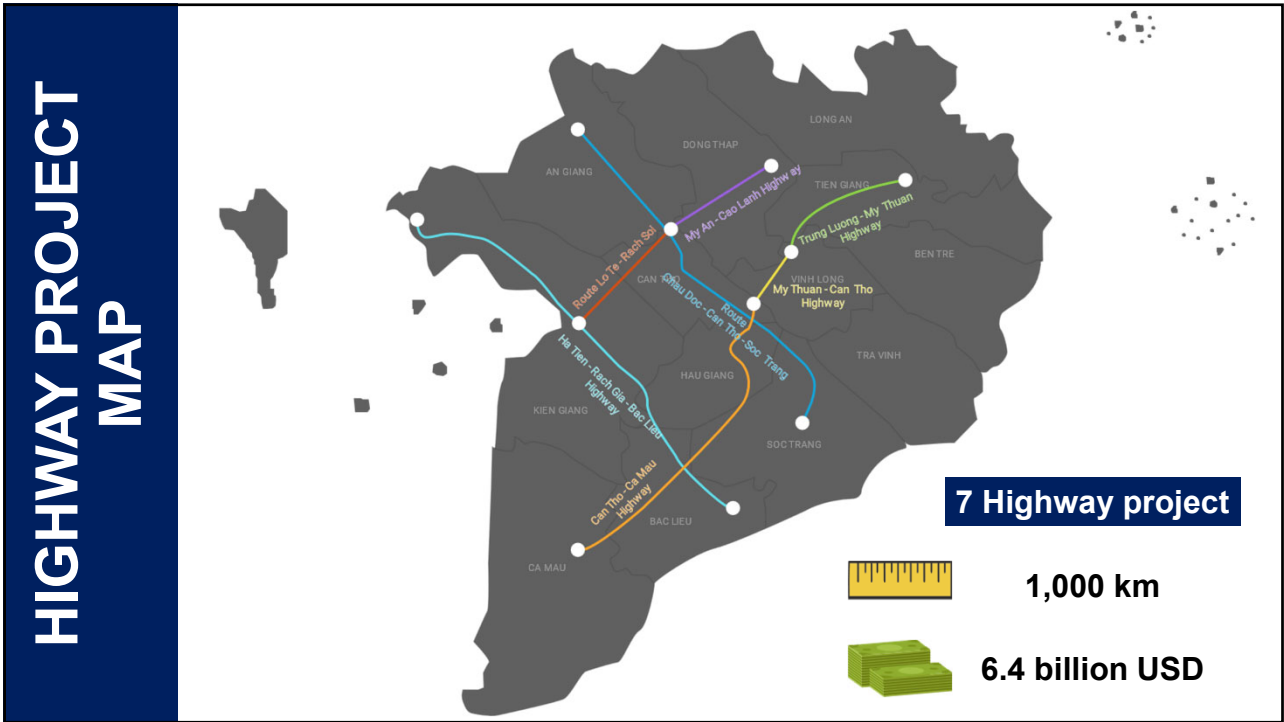 HIGHWAY PROJECT
MAP
LONG AN
DONG THAP
AN GIANG
TIEN GIANG
My An - Cao Lanh Highway
Trung Luong - My Thuan
Highway
Route Lo Te - Rach Soi
BEN TRE
CAN THO
VINH LONG
My Thuan - Can Tho
Highway
Route
Chau Doc - Can Tho - Soc Trang
TRA VINH
HAU GIANG
Ha Tien - Rach Gia - Bac Lieu
Highway
KIEN GIANG
SOC TRANG
Can Tho - Ca Mau
Highway
BAC LIEU
CA MAU
7 Highway project
1,000 km
6.4 billion USD